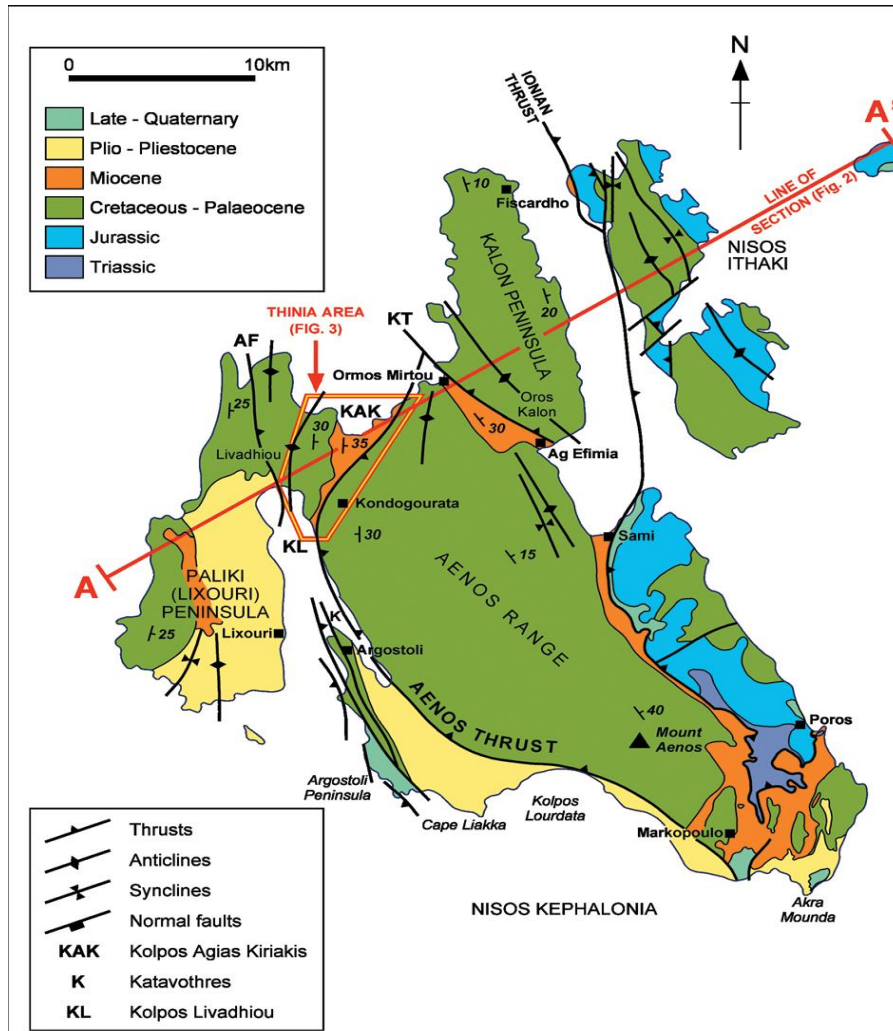 0 10km
Late - Quaternary
Plio - Pliestocene
Miocene
Cretaceous - Palaeocene
Jurassic
Triassic
N
IONIAN
THRUST
A'
10
Fiscardho
LINE OF
SECTION (Fig. 2)
NISOS
ITHAKI
KALON PENINSULA
20
THINIA AREA
(FIG. 3)
KT
AF
Ormos Mirtou
KAK
Oros
Kalon
25
30
35
30
Livadhiou
Ag Efimia
Kondogourata
KL
30
15
Sami
A
PALIKI
(LIXOURI)
PENINSULA
25
Lixouri
K
Argostoli
AENOS RANGE
AENOS THRUST
40
Mount
Aenos
Poros
Argostoli
Peninsula
Cape Liakka
Kolpos
Lourdata
Markopoulo
Akra
Mounda
NISOS KEPHALONIA
Thrusts
Anticlines
Synclines
Normal faults
KAK Kolpos Agias Kiriakis
K Katavothres
KL Kolpos Livadhiou